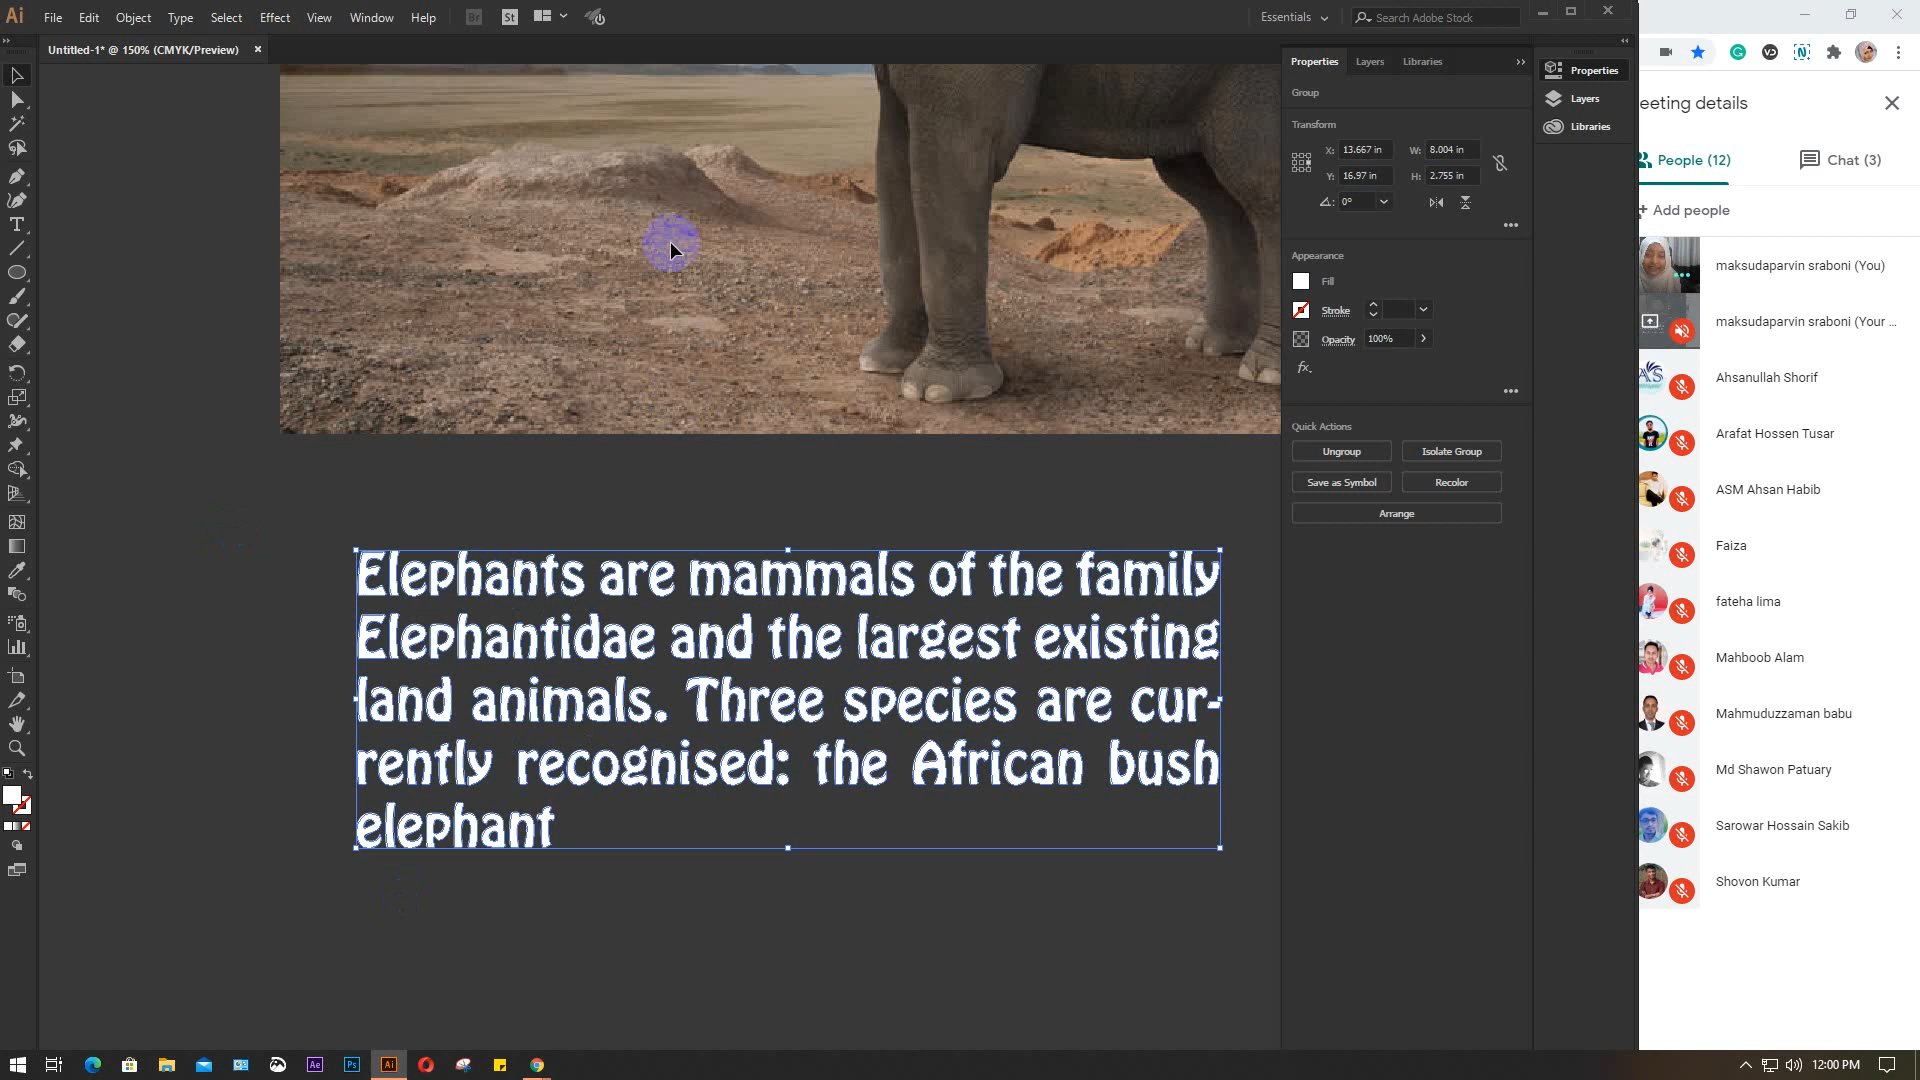 Ai File Edit Object Type Select Effect View Window Help Br St Essentials Search Adobe Stock
Untitled-1* @ 150% (CMYK/Preview)
Properties Layers Libraries
Group
Transform
X: 13.667 in W: 8.004 in
Y: 16.97 in H: 2.755 in
0°
Appearance
Fill
Stroke
Opacity 100%
fx.
Quick Actions
Ungroup Isolate Group
Save as Symbol Recolor
Arrange
Properties
Layers
Libraries
Elephants are mammals of the family
Elephantidae and the largest existing
land animals. Three species are cur-
rently recognised: the African bush
elephant
eeting details
People (12) Chat (3)
Add people
maksudaparvin sraboni (You)
maksudaparvin sraboni (Your ...
Ahsanullah Shorif
Arafat Hossen Tusar
ASM Ahsan Habib
Faiza
fateha lima
Mahboob Alam
Mahmuduzzaman babu
Md Shawon Patuary
Sarowar Hossain Sakib
Shovon Kumar
Ae Ps Ai
12:00 PM